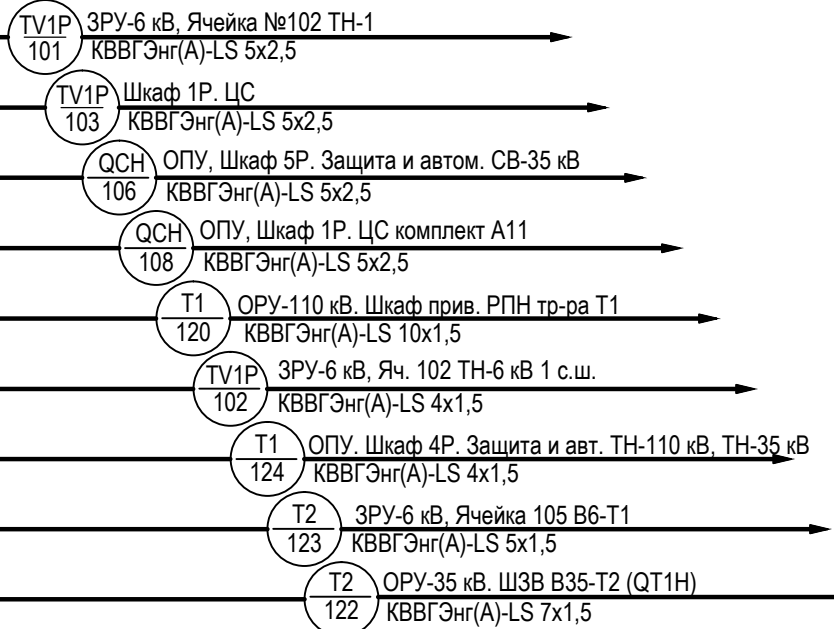 TV1P ЗРУ-6 кВ, Ячейка №102 ТН-1
101 КВВГЭнг(А)-LS 5х2,5
TV1P Шкаф 1Р. ЦС
103 КВВГЭнг(А)-LS 5х2,5
QCH ОПУ, Шкаф 5Р. Защита и автом. СВ-35 кВ
106 КВВГЭнг(А)-LS 5х2,5
QCH ОПУ, Шкаф 1Р. ЦС комплект А11
108 КВВГЭнг(А)-LS 5х2,5
Т1 ОРУ-110 кВ. Шкаф прив. РПН тр-ра Т1
120 КВВГЭнг(А)-LS 10х1,5
TV1P ЗРУ-6 кВ, Яч. 102 ТН-6 кВ 1 с.ш.
102 КВВГЭнг(А)-LS 4х1,5
Т1 ОПУ. Шкаф 4Р. Защита и авт. ТН-110 кВ, ТН-35 кВ
124 КВВГЭнг(А)-LS 4х1,5
Т2 ЗРУ-6 кВ, Ячейка 105 В6-Т1
123 КВВГЭнг(А)-LS 5х1,5
Т2 ОРУ-35 кВ. ШЗВ В35-Т2 (QT1H)
122 КВВГЭнг(А)-LS 7х1,5